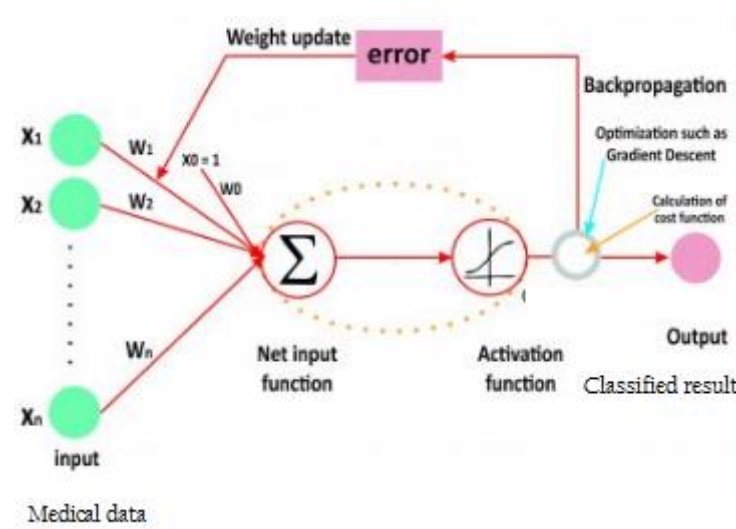 Weight update
error
Backpropagation
Optimization such as
Gradient Descent
Calculation of
cost function
X1
W1
X0 = 1
W0
X2
W2
Σ
Wn
Net input
function
Activation
function
Output
Classified result
Xn
input
Medical data